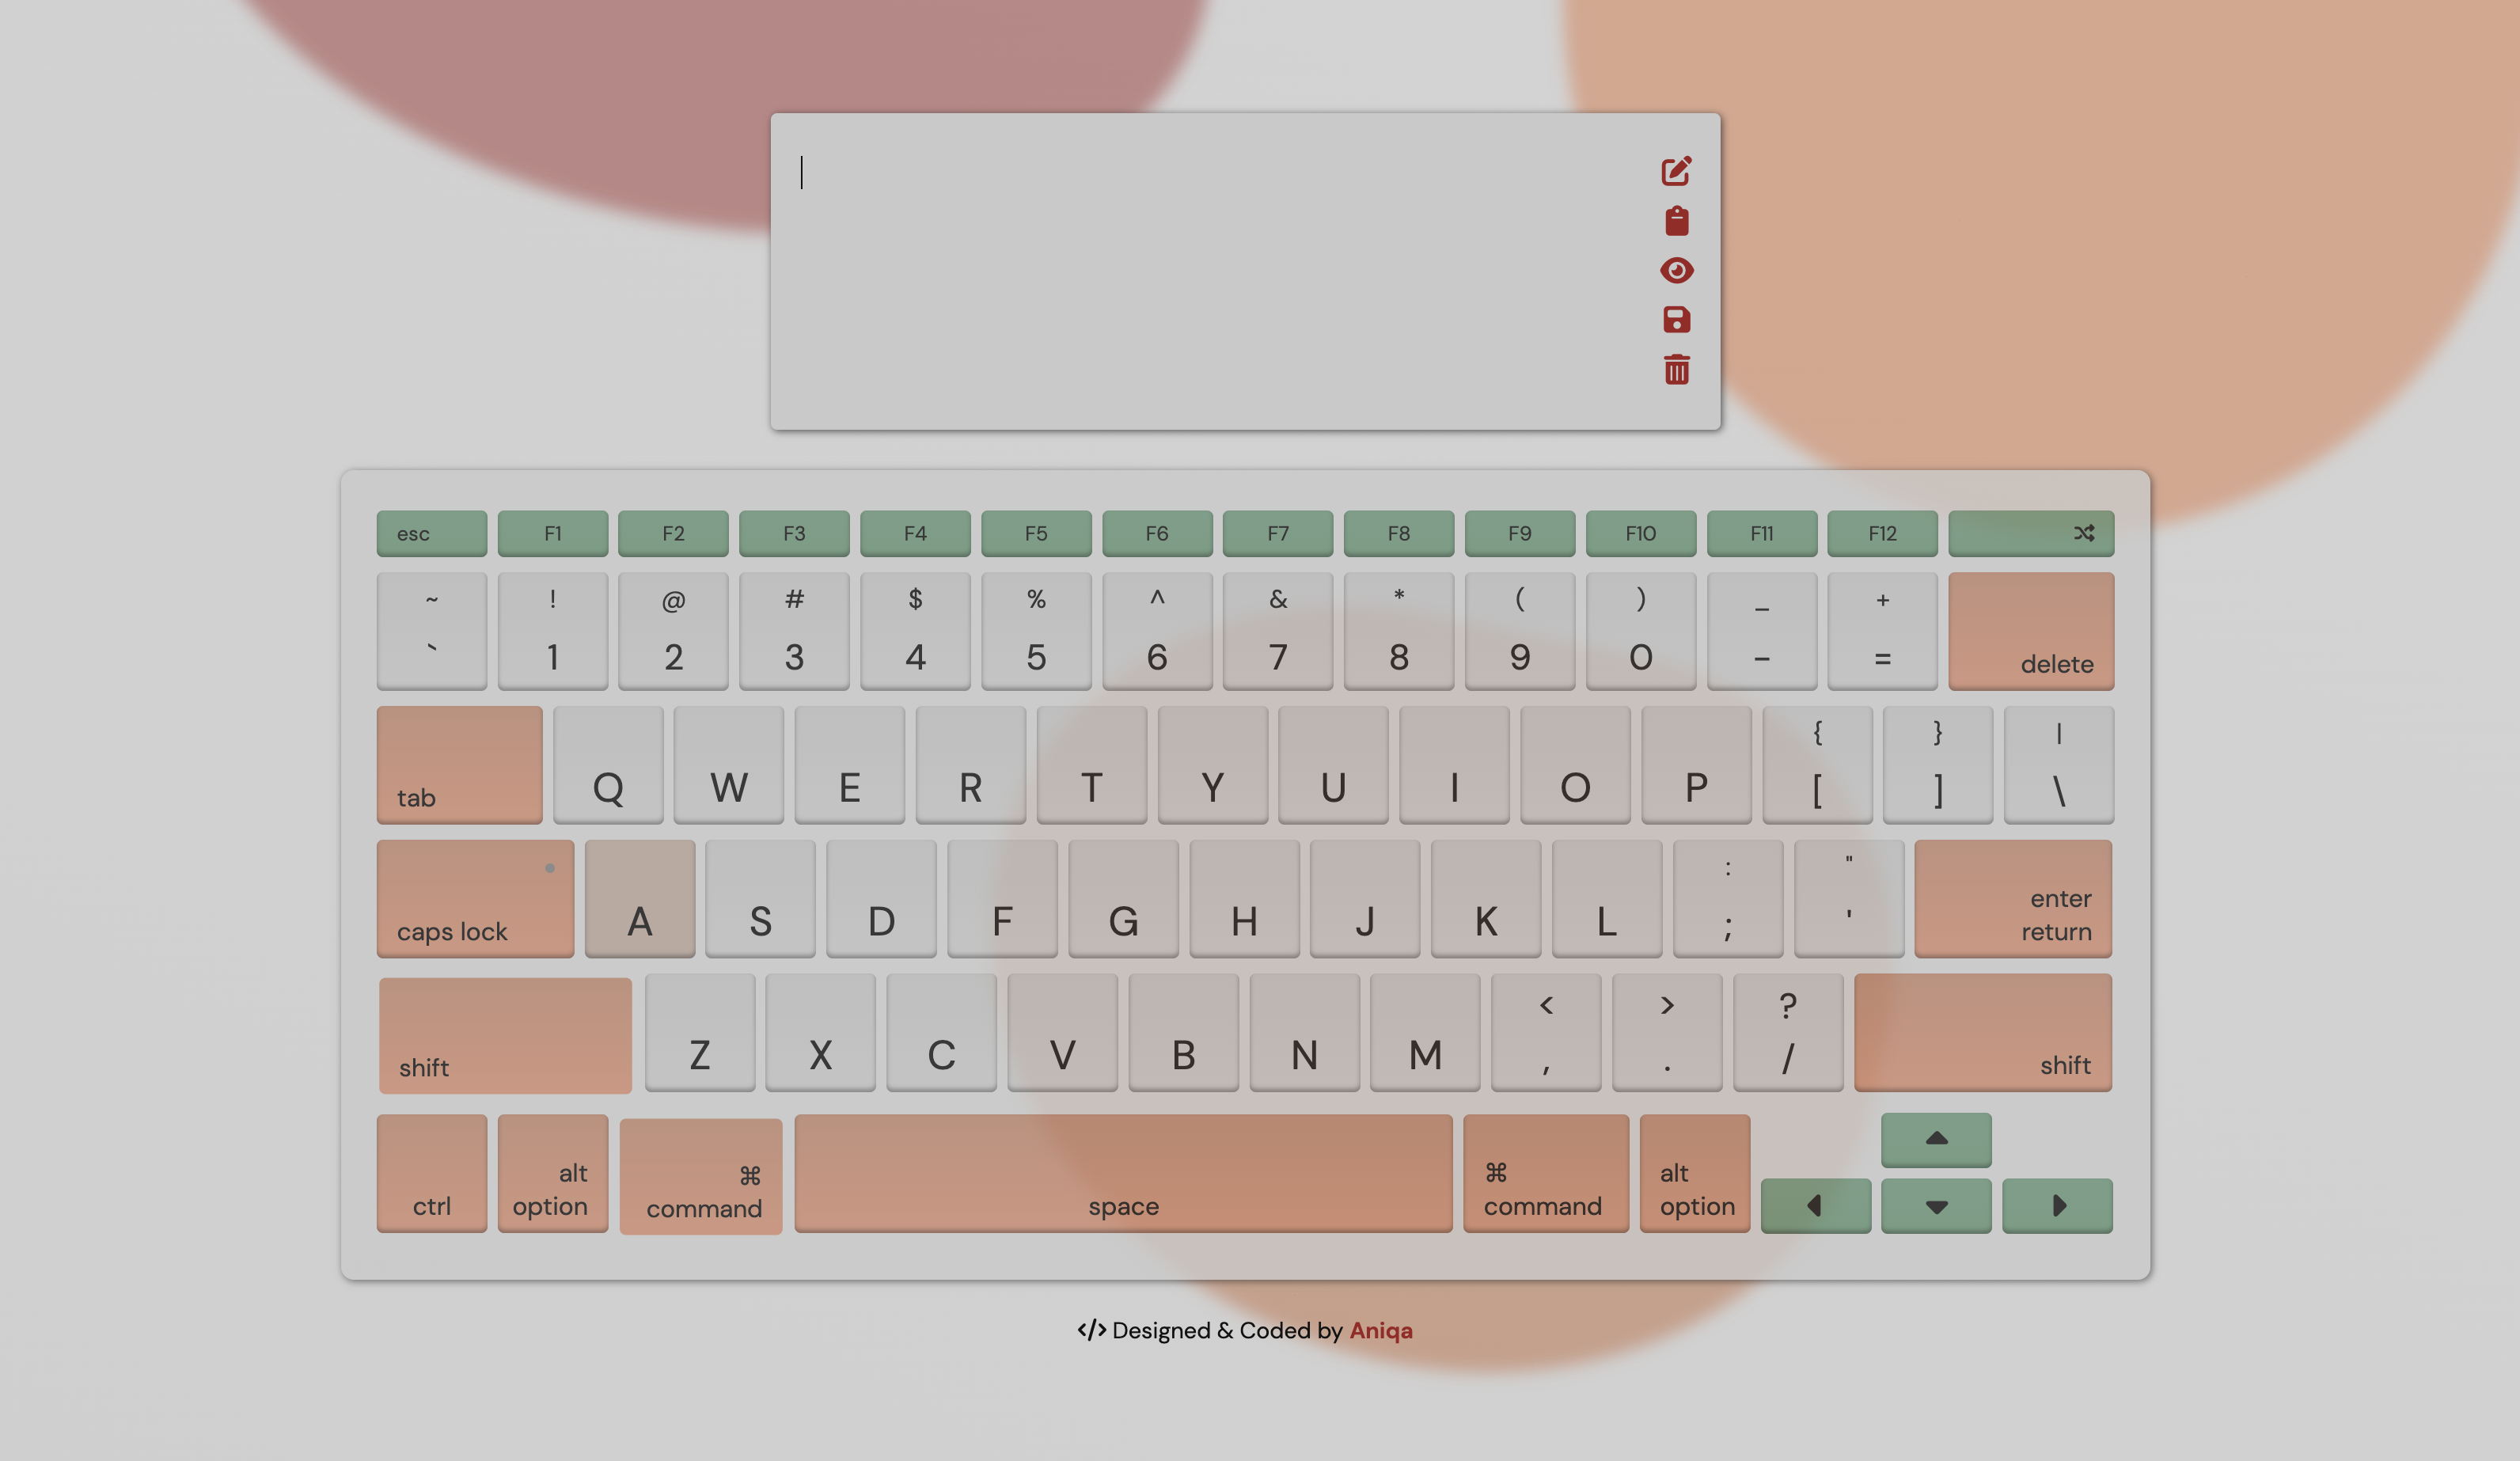 esc F1 F2 F3 F4 F5 F6 F7 F8 F9 F10 F11 F12
~ ! @ # $ % ^ & * ( ) _ +
` 1 2 3 4 5 6 7 8 9 0 - = delete
{ } |
tab Q W E R T Y U I O P [ ] \
: "
caps lock A S D F G H J K L ; ' enter
return
< > ?
shift Z X C V B N M , . / shift
alt ⌘ ⌘ alt
ctrl option command space command option
</> Designed & Coded by Aniqa